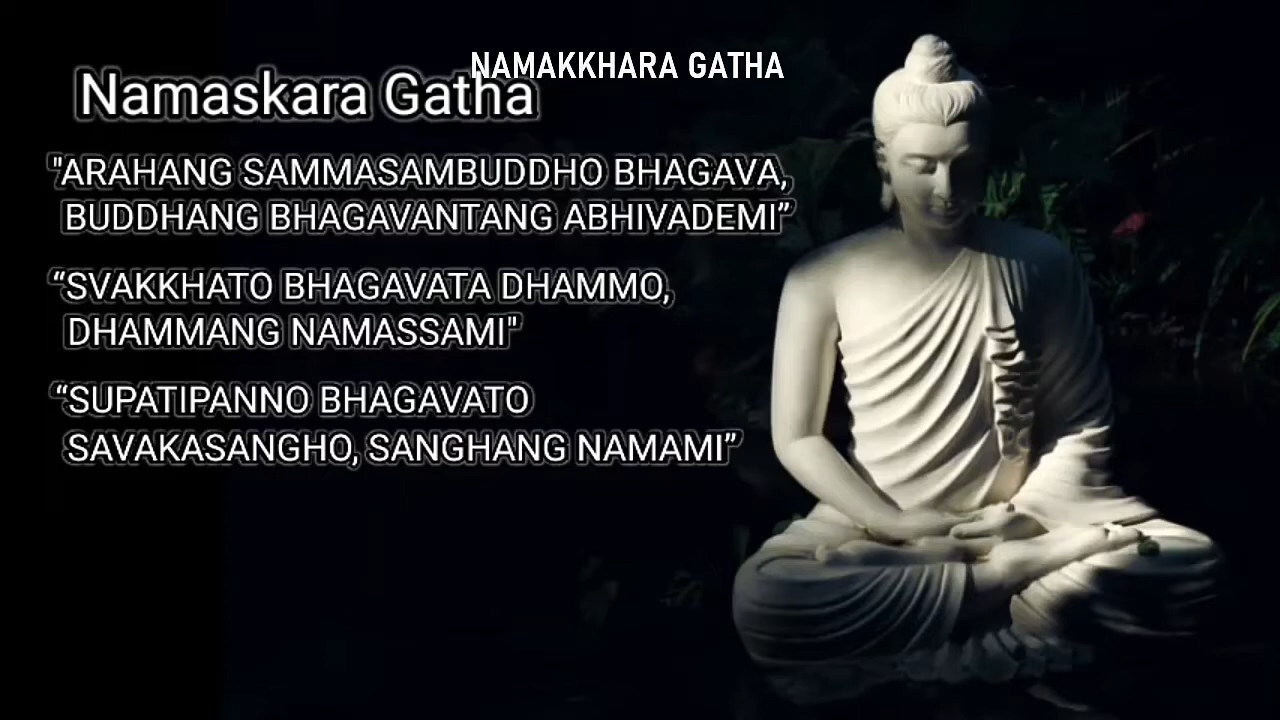 NAMAKKHARA GATHA
Namaskara Gatha
"ARAHANG SAMMASAMBUDDHO BHAGAVA,
BUDDHANG BHAGAVANTANG ABHIVADEMI”
“SVAKKHATO BHAGAVATA DHAMMO,
DHAMMANG NAMASSAMI"
“SUPATIPANNO BHAGAVATO
SAVAKASANGHO, SANGHANG NAMAMI”